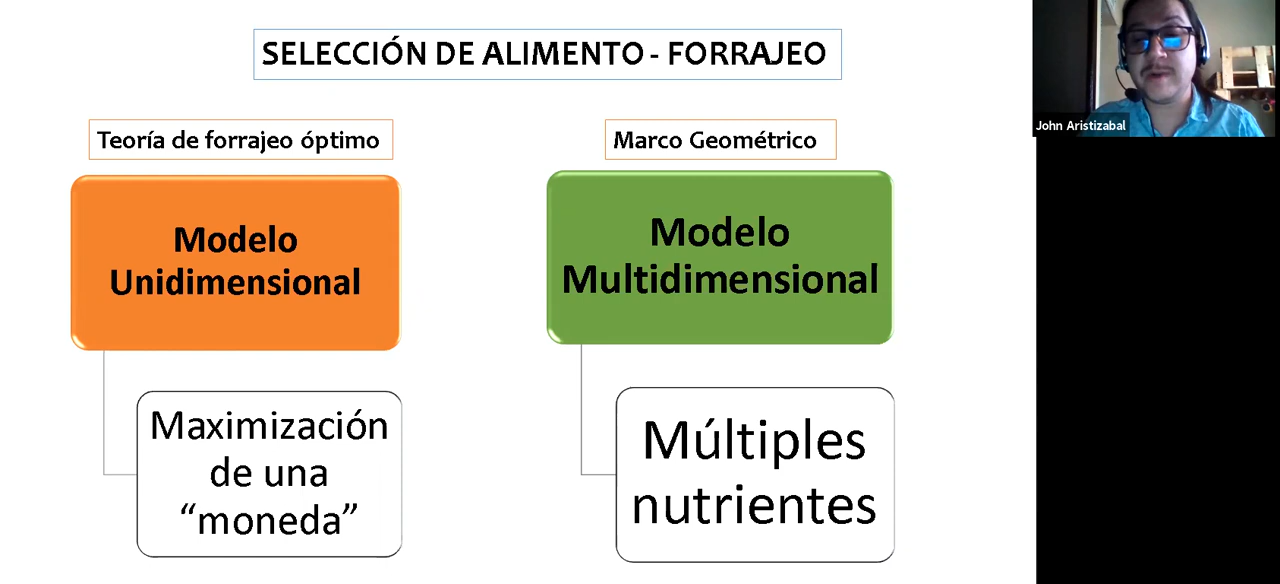 SELECCIÓN DE ALIMENTO - FORRAJEO
Teoría de forrajeo óptimo
Modelo
Unidimensional
Maximización
de una
“moneda”
Marco Geométrico
Modelo
Multidimensional
Múltiples
nutrientes
John Aristizabal